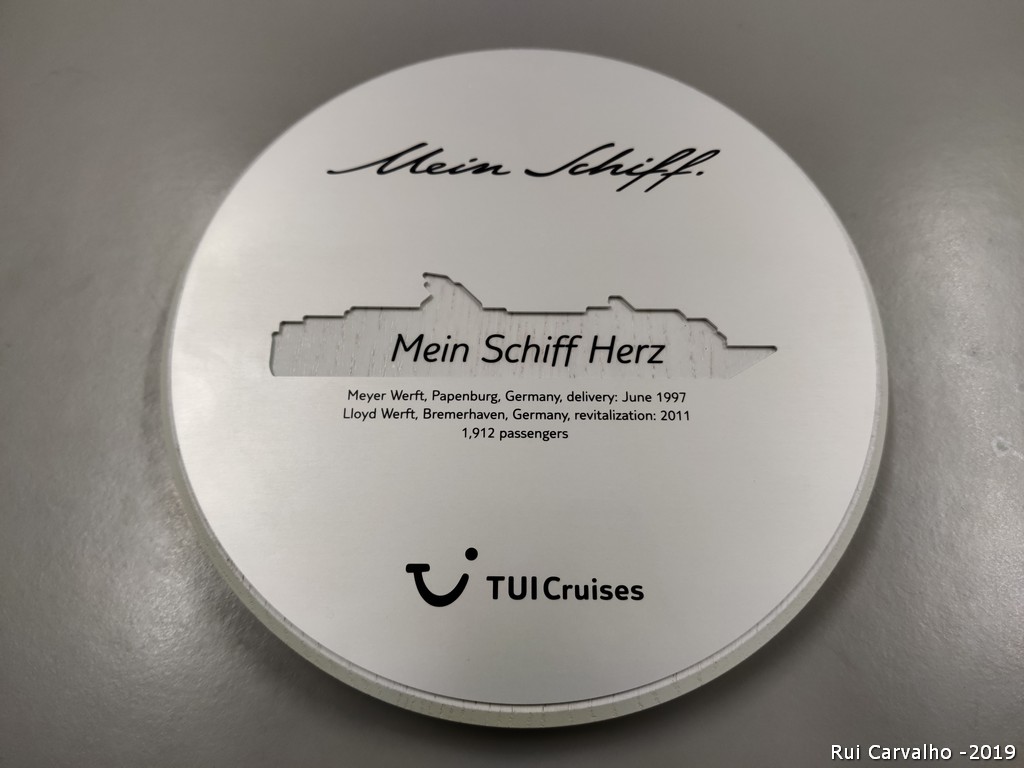 Mein Schiff.
Mein Schiff Herz
Meyer Werft, Papenburg, Germany, delivery: June 1997
Lloyd Werft, Bremerhaven, Germany, revitalization: 2011
1,912 passengers
TUI Cruises
Rui Carvalho -2019